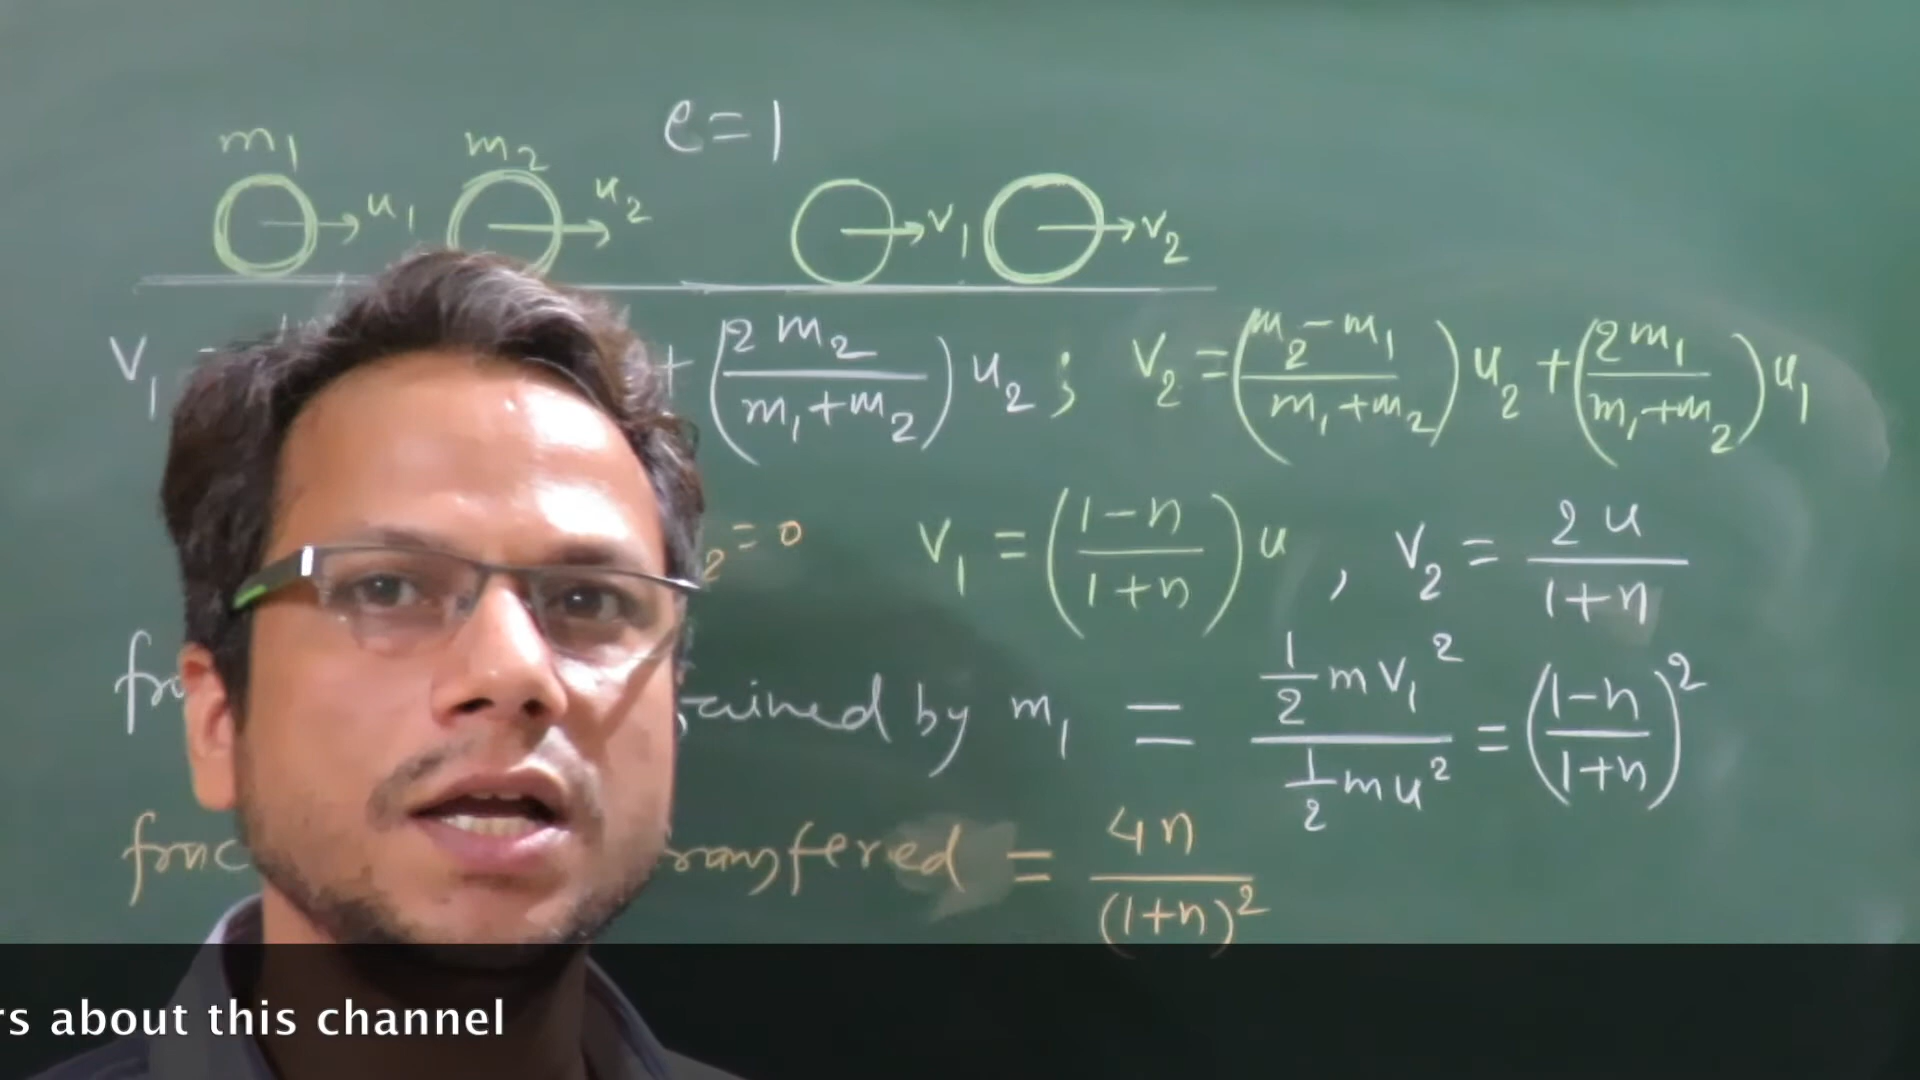 e=1
m₁ m₂
u₁ u₂ v₁ v₂
v₁ + (2m₂/(m₁+m₂)) u₂ ; v₂ = ((m₂-m₁)/(m₁+m₂)) u₂ + (2m₁/(m₁+m₂)) u₁
₂=0 v₁ = ((1-n)/(1+n)) u , v₂ = 2u/(1+n)
by m₁ = (½mv₁²)/(½mu²) = ((1-n)/(1+n))²
= 4n/(1+n)²
about this channel